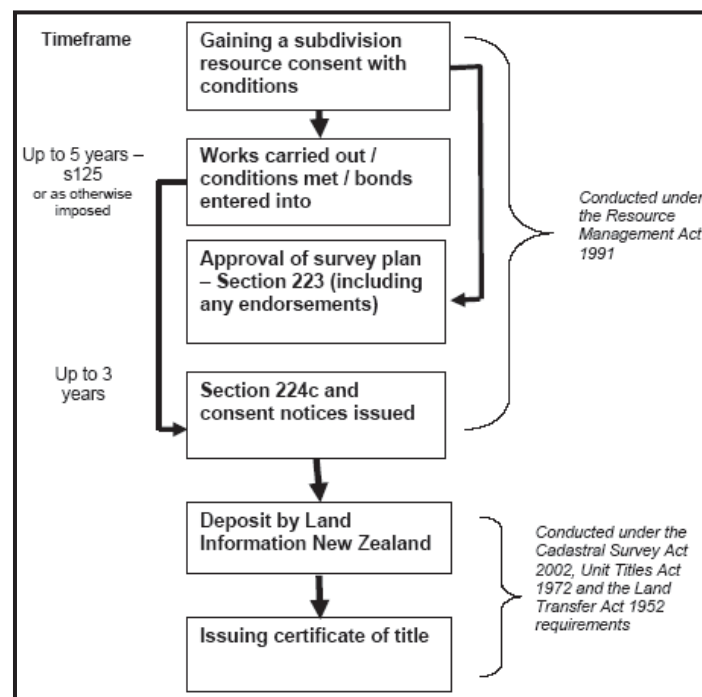 Timeframe
Gaining a subdivision
resource consent with
conditions
Up to 5 years –
s125
or as otherwise
imposed
Works carried out /
conditions met / bonds
entered into
Conducted under
the Resource
Management Act
1991
Approval of survey plan
– Section 223 (including
any endorsements)
Up to 3
years
Section 224c and
consent notices issued
Deposit by Land
Information New Zealand
Conducted under the
Cadastral Survey Act
2002, Unit Titles Act
1972 and the Land
Transfer Act 1952
requirements
Issuing certificate of title